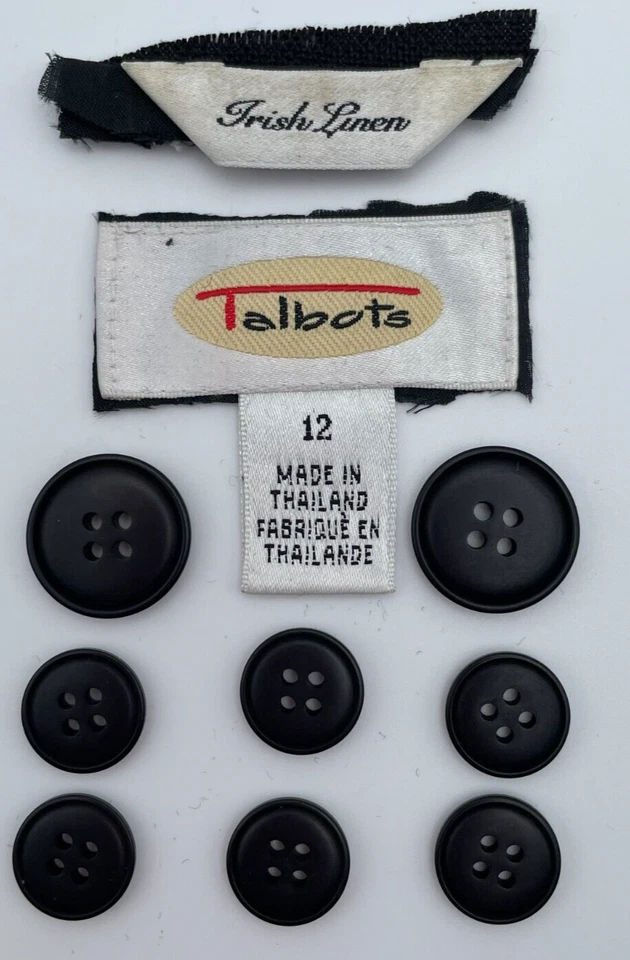 Irish Linen
Talbots
12
MADE IN
THAILAND
FABRIQUÈ EN
THAILANDE